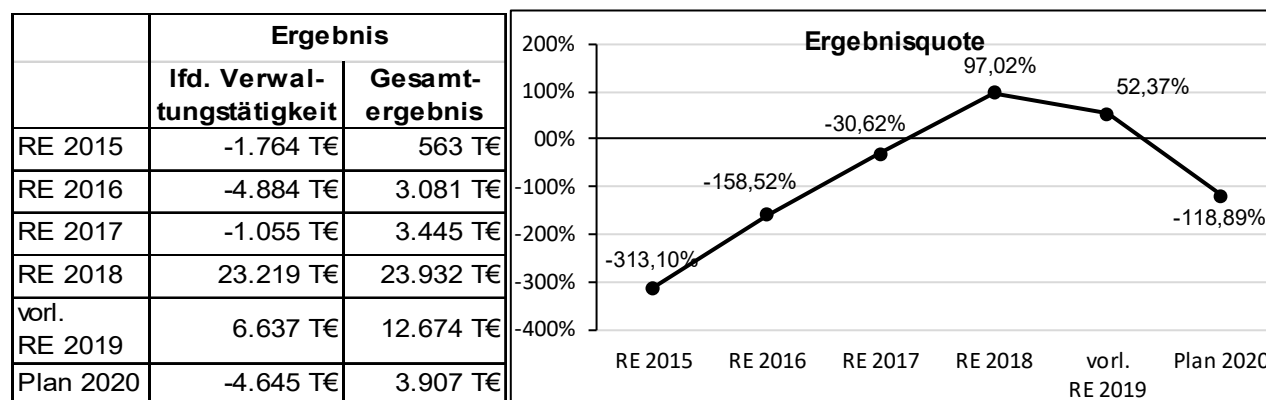 Ergebnis
lfd. Verwal-
tungstätigkeit
Gesamt-
ergebnis
RE 2015 -1.764 T€ 563 T€
RE 2016 -4.884 T€ 3.081 T€
RE 2017 -1.055 T€ 3.445 T€
RE 2018 23.219 T€ 23.932 T€
vorl.
RE 2019 6.637 T€ 12.674 T€
Plan 2020 -4.645 T€ 3.907 T€
Ergebnisquote
200%
100%
00%
-100%
-200%
-300%
-400%
-313,10%
-158,52%
-30,62%
97,02%
52,37%
-118,89%
RE 2015 RE 2016 RE 2017 RE 2018 vorl. Plan 2020
RE 2019